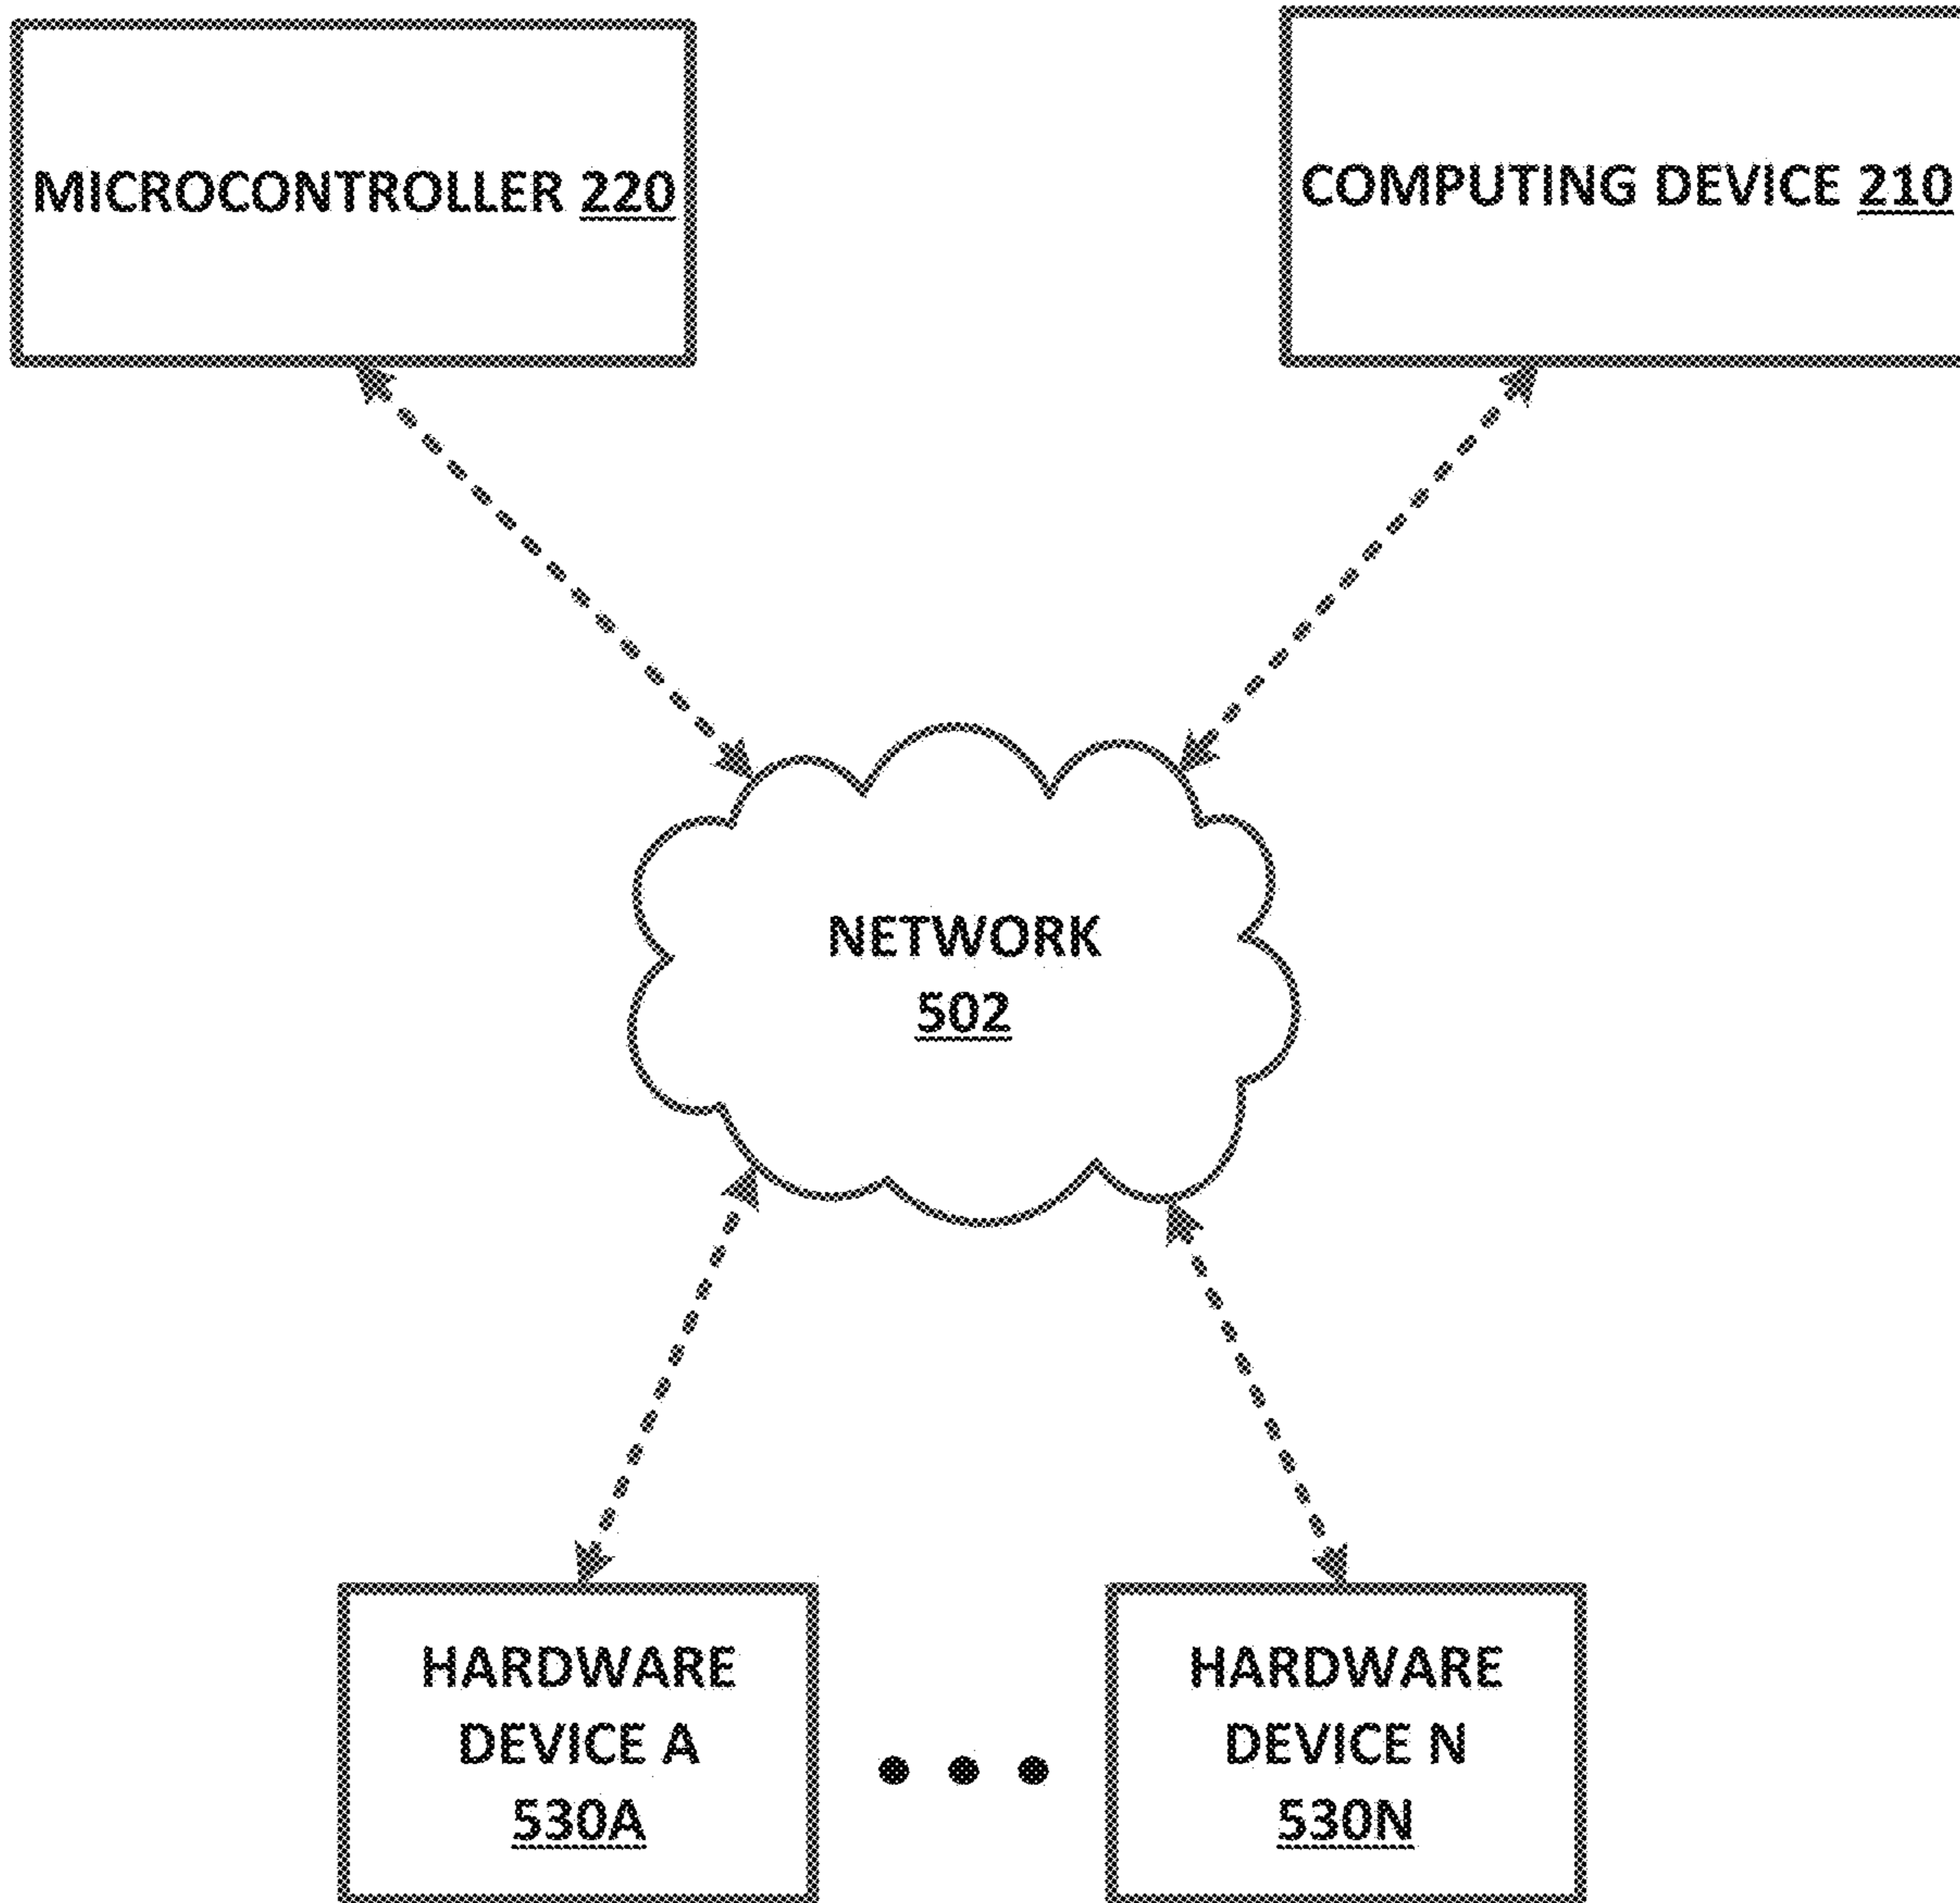 MICROCONTROLLER 220
COMPUTING DEVICE 210
NETWORK
502
HARDWARE
DEVICE A
530A
HARDWARE
DEVICE N
530N